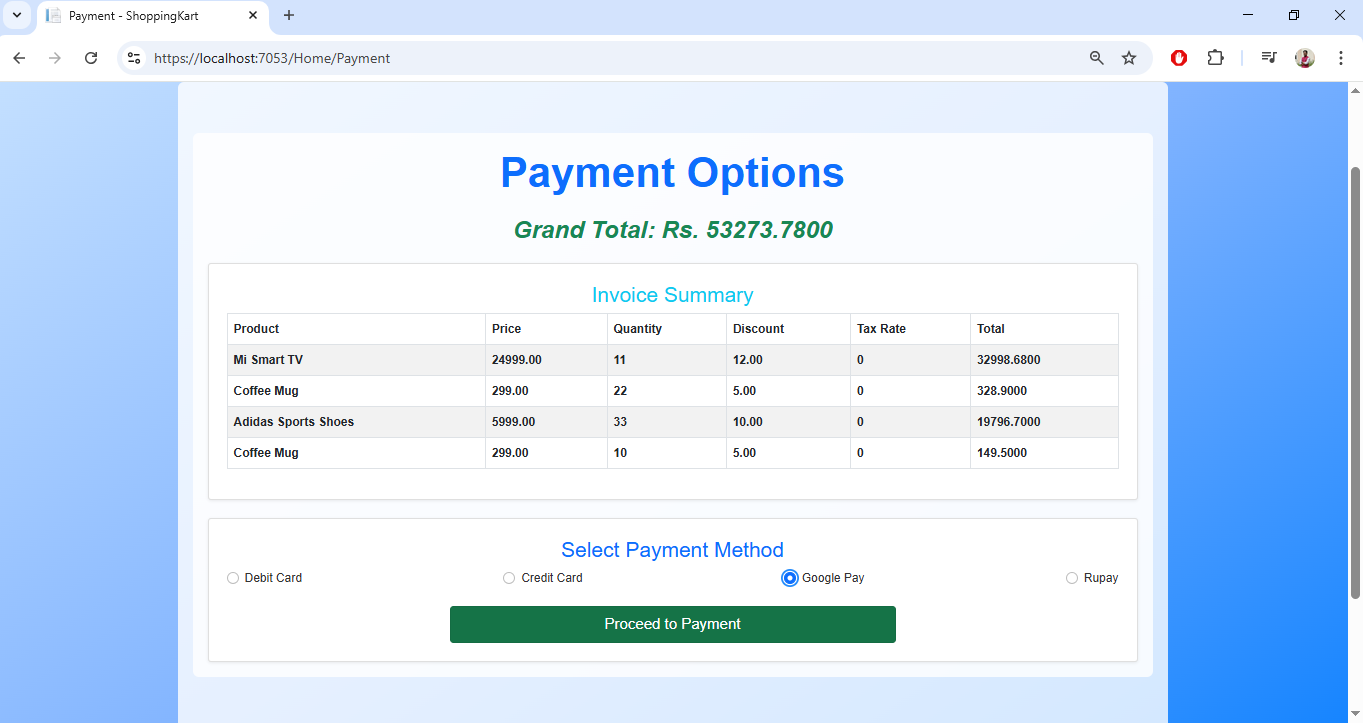 Payment - ShoppingKart
https://localhost:7053/Home/Payment
Payment Options
Grand Total: Rs. 53273.7800
Invoice Summary
Product Price Quantity Discount Tax Rate Total
Mi Smart TV 24999.00 11 12.00 0 32998.6800
Coffee Mug 299.00 22 5.00 0 328.9000
Adidas Sports Shoes 5999.00 33 10.00 0 19796.7000
Coffee Mug 299.00 10 5.00 0 149.5000
Select Payment Method
Debit Card Credit Card Google Pay Rupay
Proceed to Payment